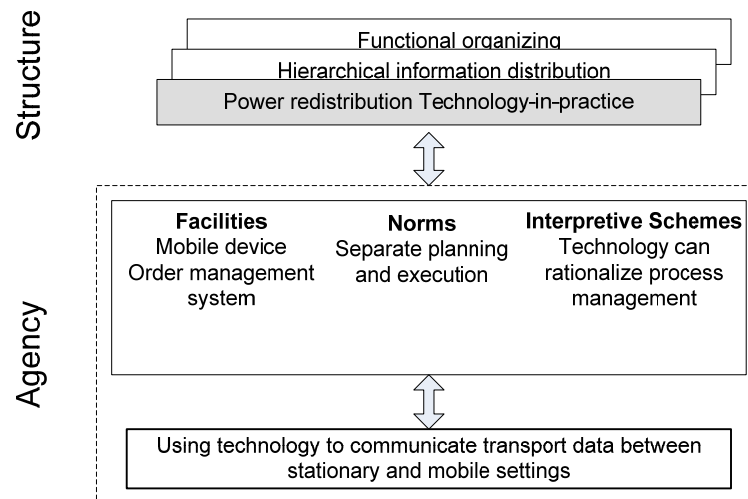 Structure
Functional organizing
Hierarchical information distribution
Power redistribution Technology-in-practice
Agency
Facilities
Mobile device
Order management
system
Norms
Separate planning
and execution
Interpretive Schemes
Technology can
rationalize process
management
Using technology to communicate transport data between
stationary and mobile settings